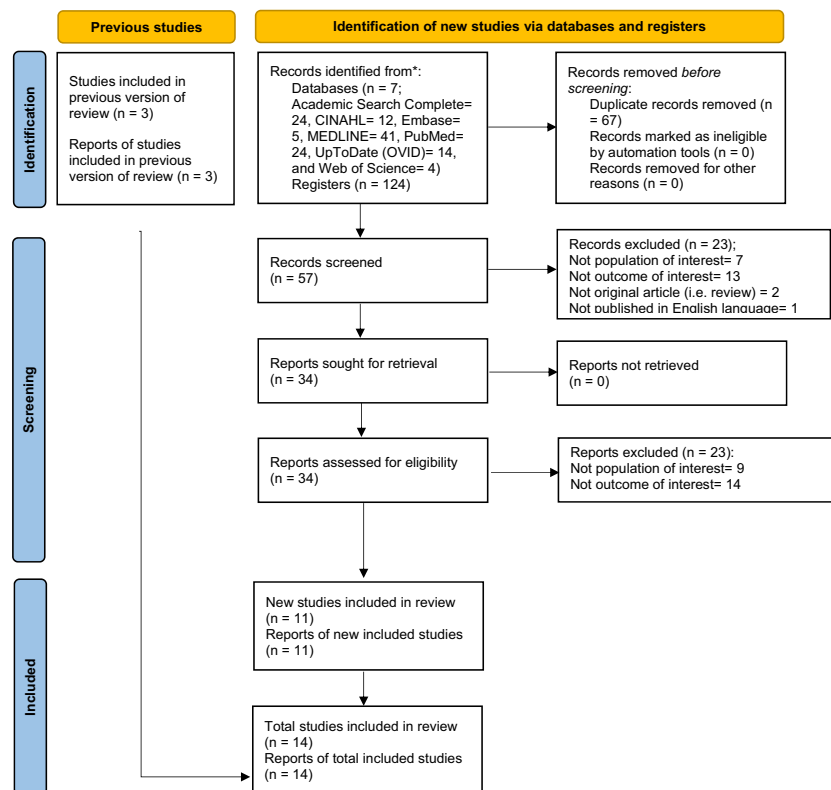 Previous studies
Identification of new studies via databases and registers
Identification
Studies included in
previous version of
review (n = 3)
Reports of studies
included in previous
version of review (n = 3)
Records identified from*:
Databases (n = 7;
Academic Search Complete=
24, CINAHL= 12, Embase=
5, MEDLINE= 41, PubMed=
24, UpToDate (OVID)= 14,
and Web of Science= 4)
Registers (n = 124)
Records removed before
screening:
Duplicate records removed (n
= 67)
Records marked as ineligible
by automation tools (n = 0)
Records removed for other
reasons (n = 0)
Screening
Records screened
(n = 57)
Records excluded (n = 23);
Not population of interest= 7
Not outcome of interest= 13
Not original article (i.e. review) = 2
Not published in English language= 1
Reports sought for retrieval
(n = 34)
Reports not retrieved
(n = 0)
Reports assessed for eligibility
(n = 34)
Reports excluded (n = 23):
Not population of interest= 9
Not outcome of interest= 14
Included
New studies included in review
(n = 11)
Reports of new included studies
(n = 11)
Total studies included in review
(n = 14)
Reports of total included studies
(n = 14)